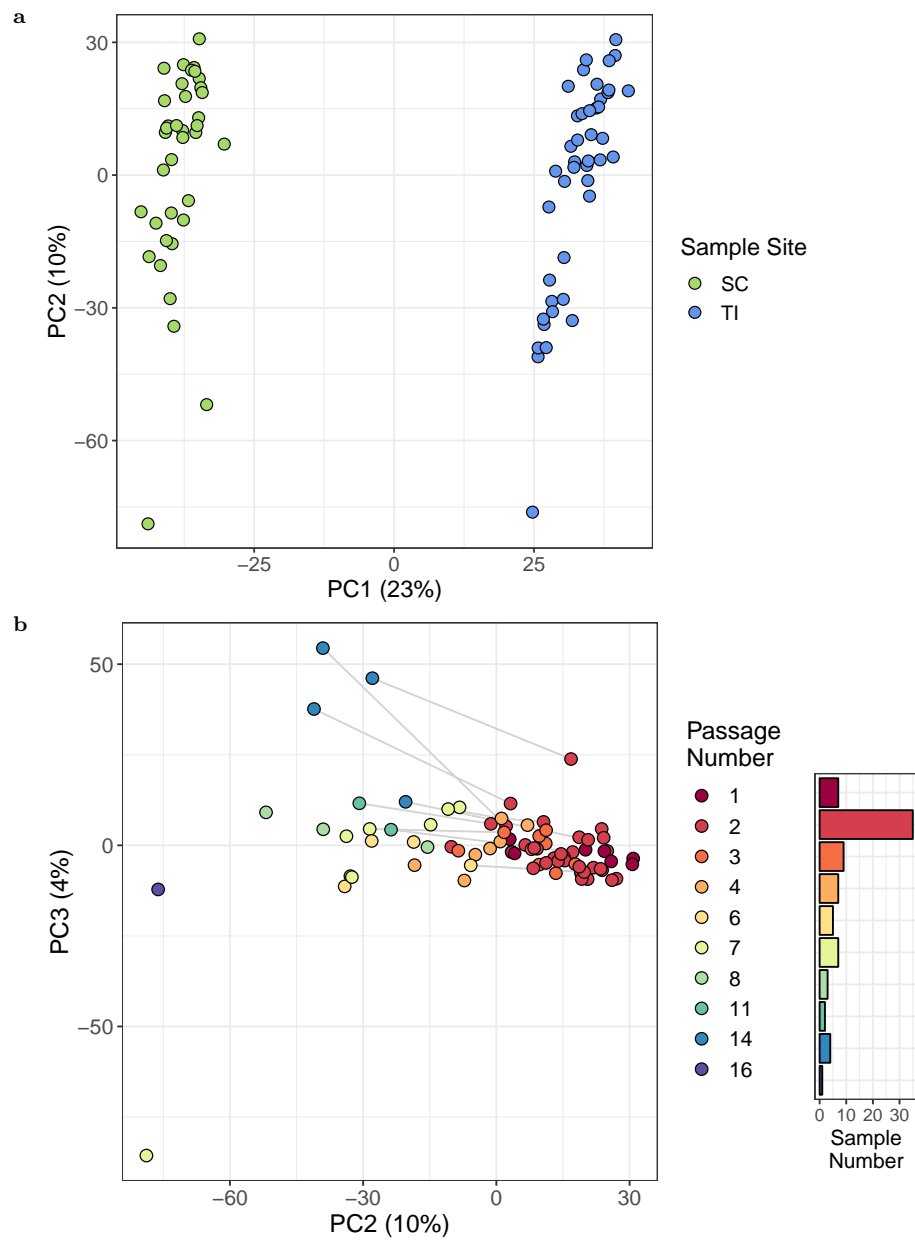 a
30
0
−30
−60
PC2 (10%)
−25
0
25
PC1 (23%)
Sample Site
SC
TI
b
50
0
−50
PC3 (4%)
−60
−30
0
30
PC2 (10%)
Passage
Number
1
2
3
4
6
7
8
11
14
16
0 10 20 30
Sample
Number